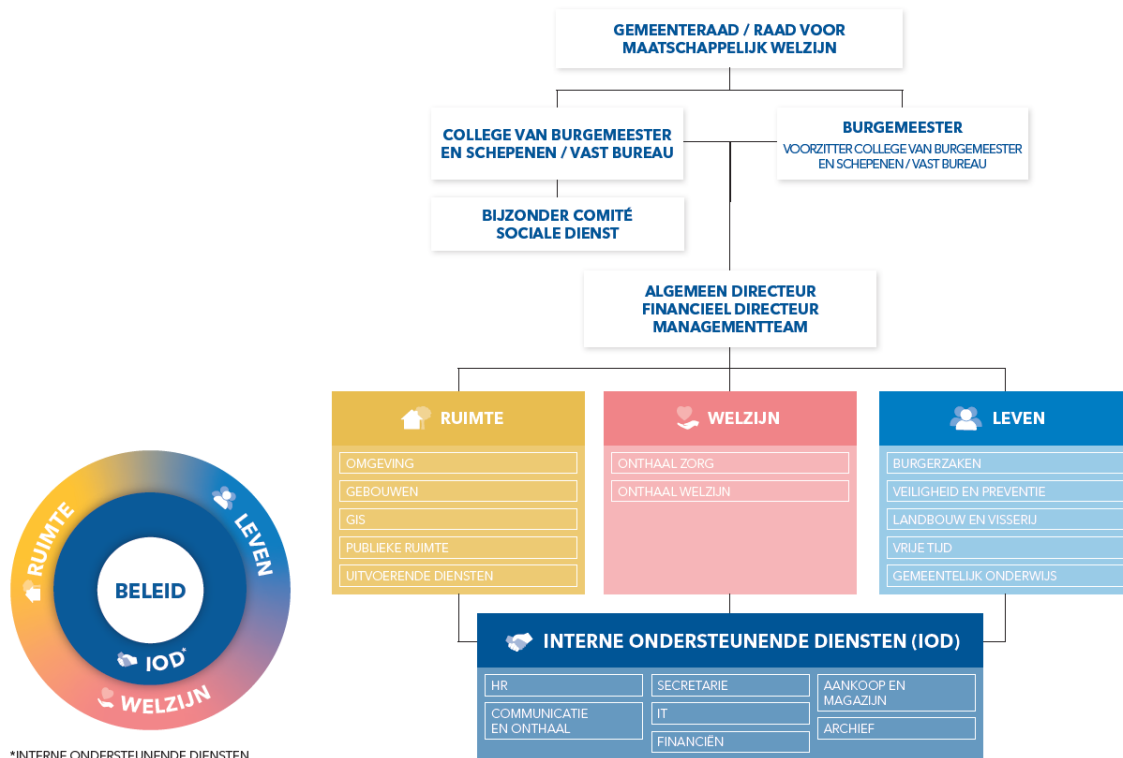 GEMEENTERAAD / RAAD VOOR
MAATSCHAPPELIJK WELZIJN
COLLEGE VAN BURGEMEESTER
EN SCHEPENEN / VAST BUREAU
BURGEMEESTER
VOORZITTER COLLEGE VAN BURGEMEESTER
EN SCHEPENEN / VAST BUREAU
BIJZONDER COMITÉ
SOCIALE DIENST
ALGEMEEN DIRECTEUR
FINANCIEEL DIRECTEUR
MANAGEMENTTEAM
RUIMTE
OMGEVING
GEBOUWEN
GIS
PUBLIEKE RUIMTE
UITVOERENDE DIENSTEN
WELZIJN
ONTHAAL ZORG
ONTHAAL WELZIJN
LEVEN
BURGERZAKEN
VEILIGHEID EN PREVENTIE
LANDBOUW EN VISSERIJ
VRIJE TIJD
GEMEENTELIJK ONDERWIJS
INTERNE ONDERSTEUNENDE DIENSTEN (IOD)
HR
COMMUNICATIE
EN ONTHAAL
SECRETARIE
IT
FINANCIËN
AANKOOP EN
MAGAZIJN
ARCHIEF
RUIMTE
LEVEN
BELEID
IOD*
WELZIJN
*INTERNE ONDERSTEUNENDE DIENSTEN